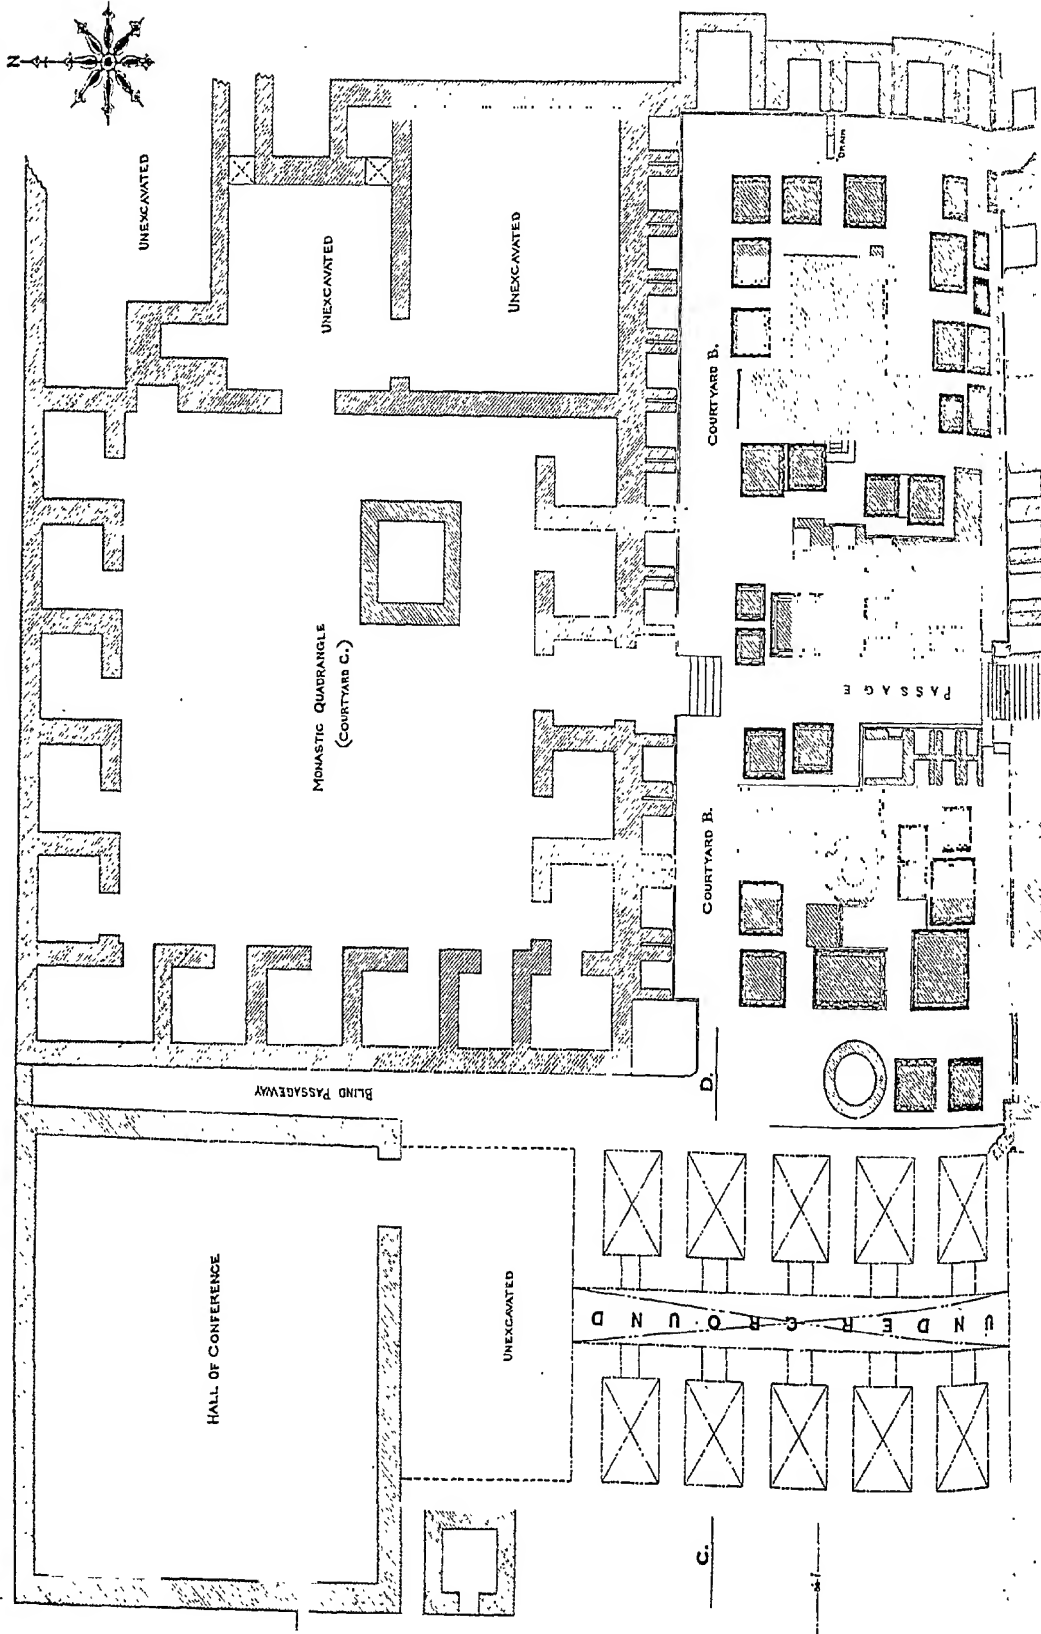 N
UNEXCAVATED
UNEXCAVATED
UNEXCAVATED
MONASTIC QUADRANGLE
(COURTYARD C.)
BLIND PASSAGEWAY
HALL OF CONFERENCE
UNEXCAVATED
COURTYARD B.
DRAIN
PASSAGE
COURTYARD B.
D.
UNDERGROUND
C.